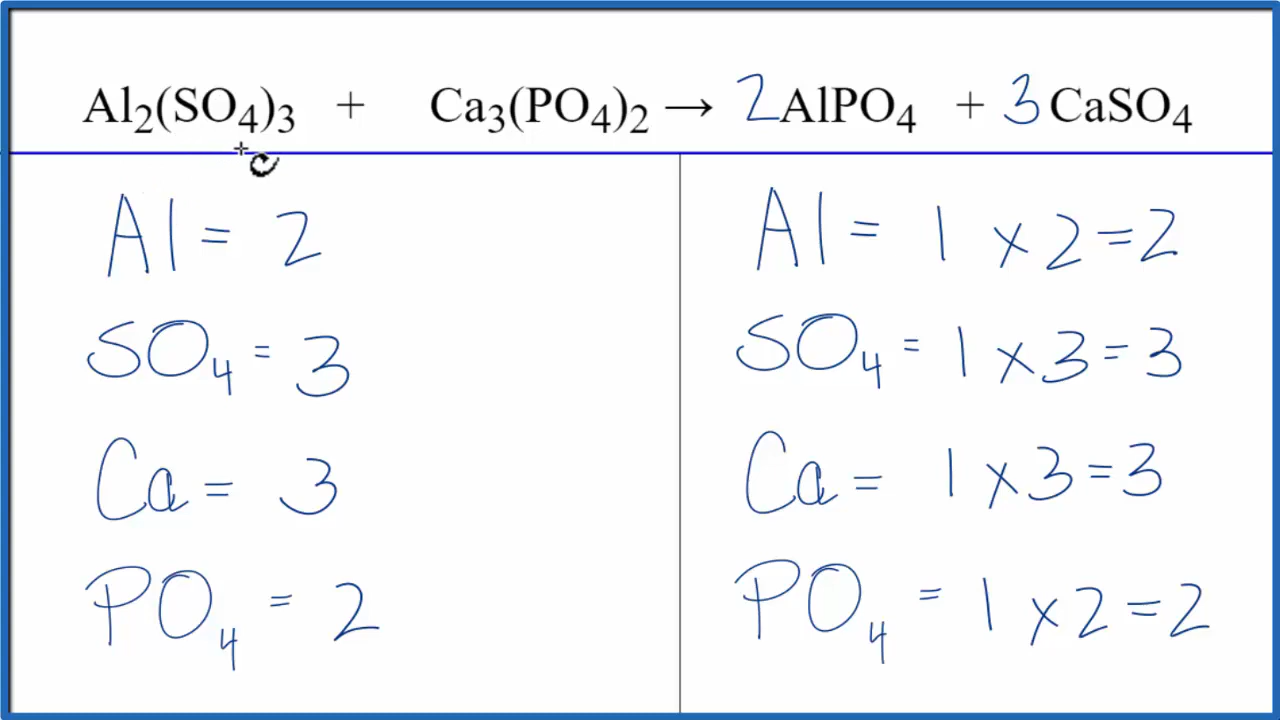 Al₂(SO₄)₃ + Ca₃(PO₄)₂ → 2AlPO₄ + 3CaSO₄
Al = 2
SO₄ = 3
Ca = 3
PO₄ = 2
Al = 1 x 2 = 2
SO₄ = 1 x 3 = 3
Ca = 1 x 3 = 3
PO₄ = 1 x 2 = 2